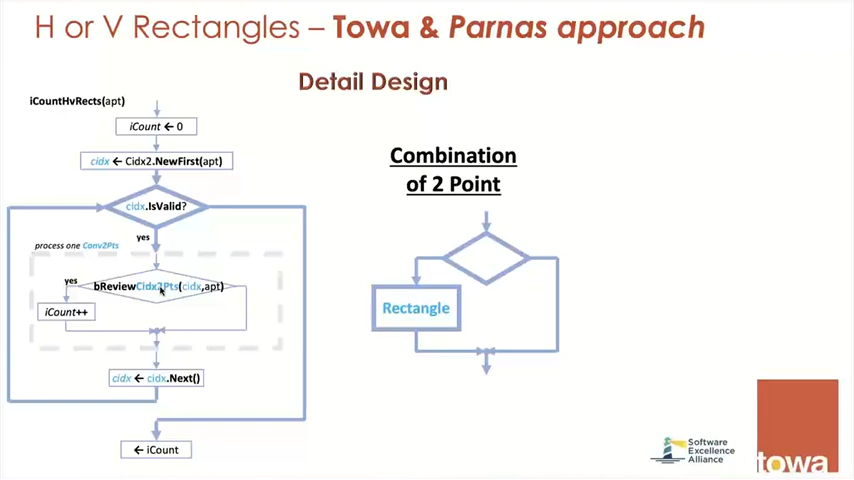 H or V Rectangles – Towa & Parnas approach
Detail Design
iCountHvRects(apt)
iCount ← 0
cidx ← Cidx2.NewFirst(apt)
cidx.IsValid?
yes
process one Conv2Pts
yes
bReviewCidx2Pts(cidx,apt)
iCount++
cidx ← cidx.Next()
← iCount
Combination
of 2 Point
Rectangle
Software
Excellence
Alliance
towa